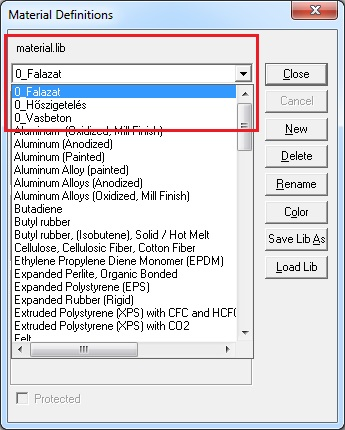 Material Definitions
material.lib
0_Falazat
Close
0_Falazat
0_Hőszigetelés
Cancel
0_Vasbeton
Aluminum (Oxidized, Mill Finish)
New
Aluminum (Anodized)
Aluminum (Painted)
Delete
Aluminum Alloy (painted)
Aluminum Alloys (Anodized)
Rename
Aluminum Alloys (Oxidized, Mill Finish)
Butadiene
Color
Butyl rubber
Butyl rubber, (Isobutene), Solid / Hot Melt
Save Lib As
Cellulose, Cellulosic Fiber, Cotton Fiber
Ethylene Propylene Diene Monomer (EPDM)
Load Lib
Expanded Perlite, Organic Bonded
Expanded Polystyrene (EPS)
Expanded Rubber (Rigid)
Extruded Polystyrene (XPS) with CFC and HCFC
Extruded Polystyrene (XPS) with CO2
Felt
Protected